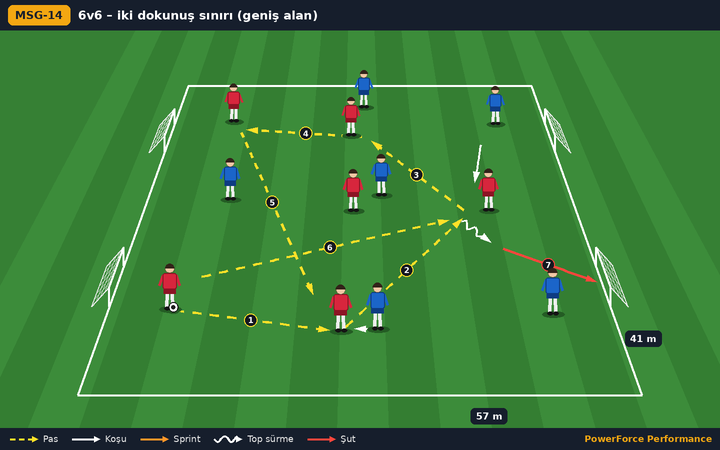 MSG-14 6v6 – iki dokunuş sınırı (geniş alan)
4
3
5
6
2
7
1
41 m
57 m
Pas Koşu Sprint Top sürme Şut PowerForce Performance